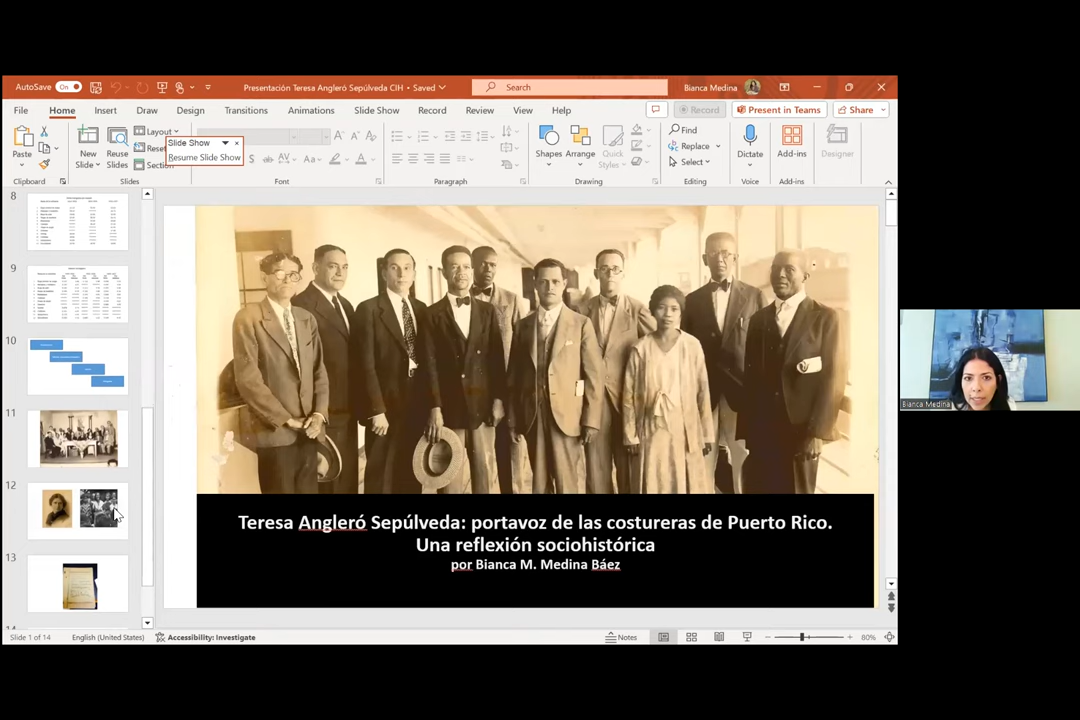 AutoSave On
Presentación Teresa Angleró Sepúlveda CIH • Saved
Search
Bianca Medina
File Home Insert Draw Design Transitions Animations Slide Show Record Review View Help
Record Present in Teams Share
Paste
New Slide
Reuse Slides
Layout
Reset
Section
Slide Show
Resume Slide Show
Shapes Arrange Quick Styles
Find
Replace
Select
Dictate
Add-ins
Designer
Clipboard Slides Font Paragraph Drawing Editing Voice Add-ins
8
9
10
11
12
13
Teresa Angleró Sepúlveda: portavoz de las costureras de Puerto Rico.
Una reflexión sociohistórica
por Bianca M. Medina Báez
Bianca Medina
Slide 1 of 14 English (United States) Accessibility: Investigate Notes 80%